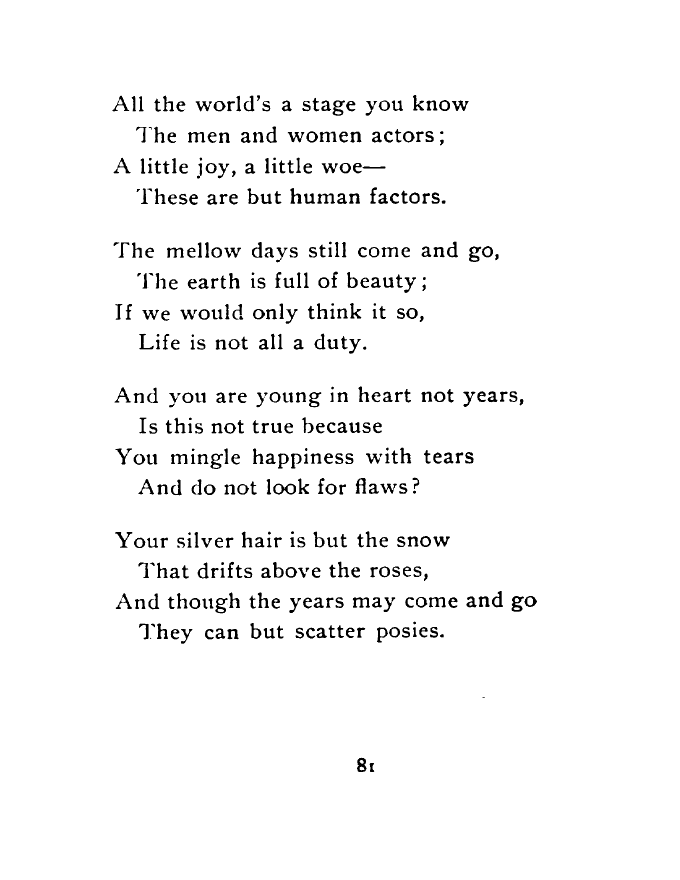 All the world's a stage you know
The men and women actors;
A little joy, a little woe—
These are but human factors.
The mellow days still come and go,
The earth is full of beauty;
If we would only think it so,
Life is not all a duty.
And you are young in heart not years,
Is this not true because
You mingle happiness with tears
And do not look for flaws?
Your silver hair is but the snow
That drifts above the roses,
And though the years may come and go
They can but scatter posies.
81